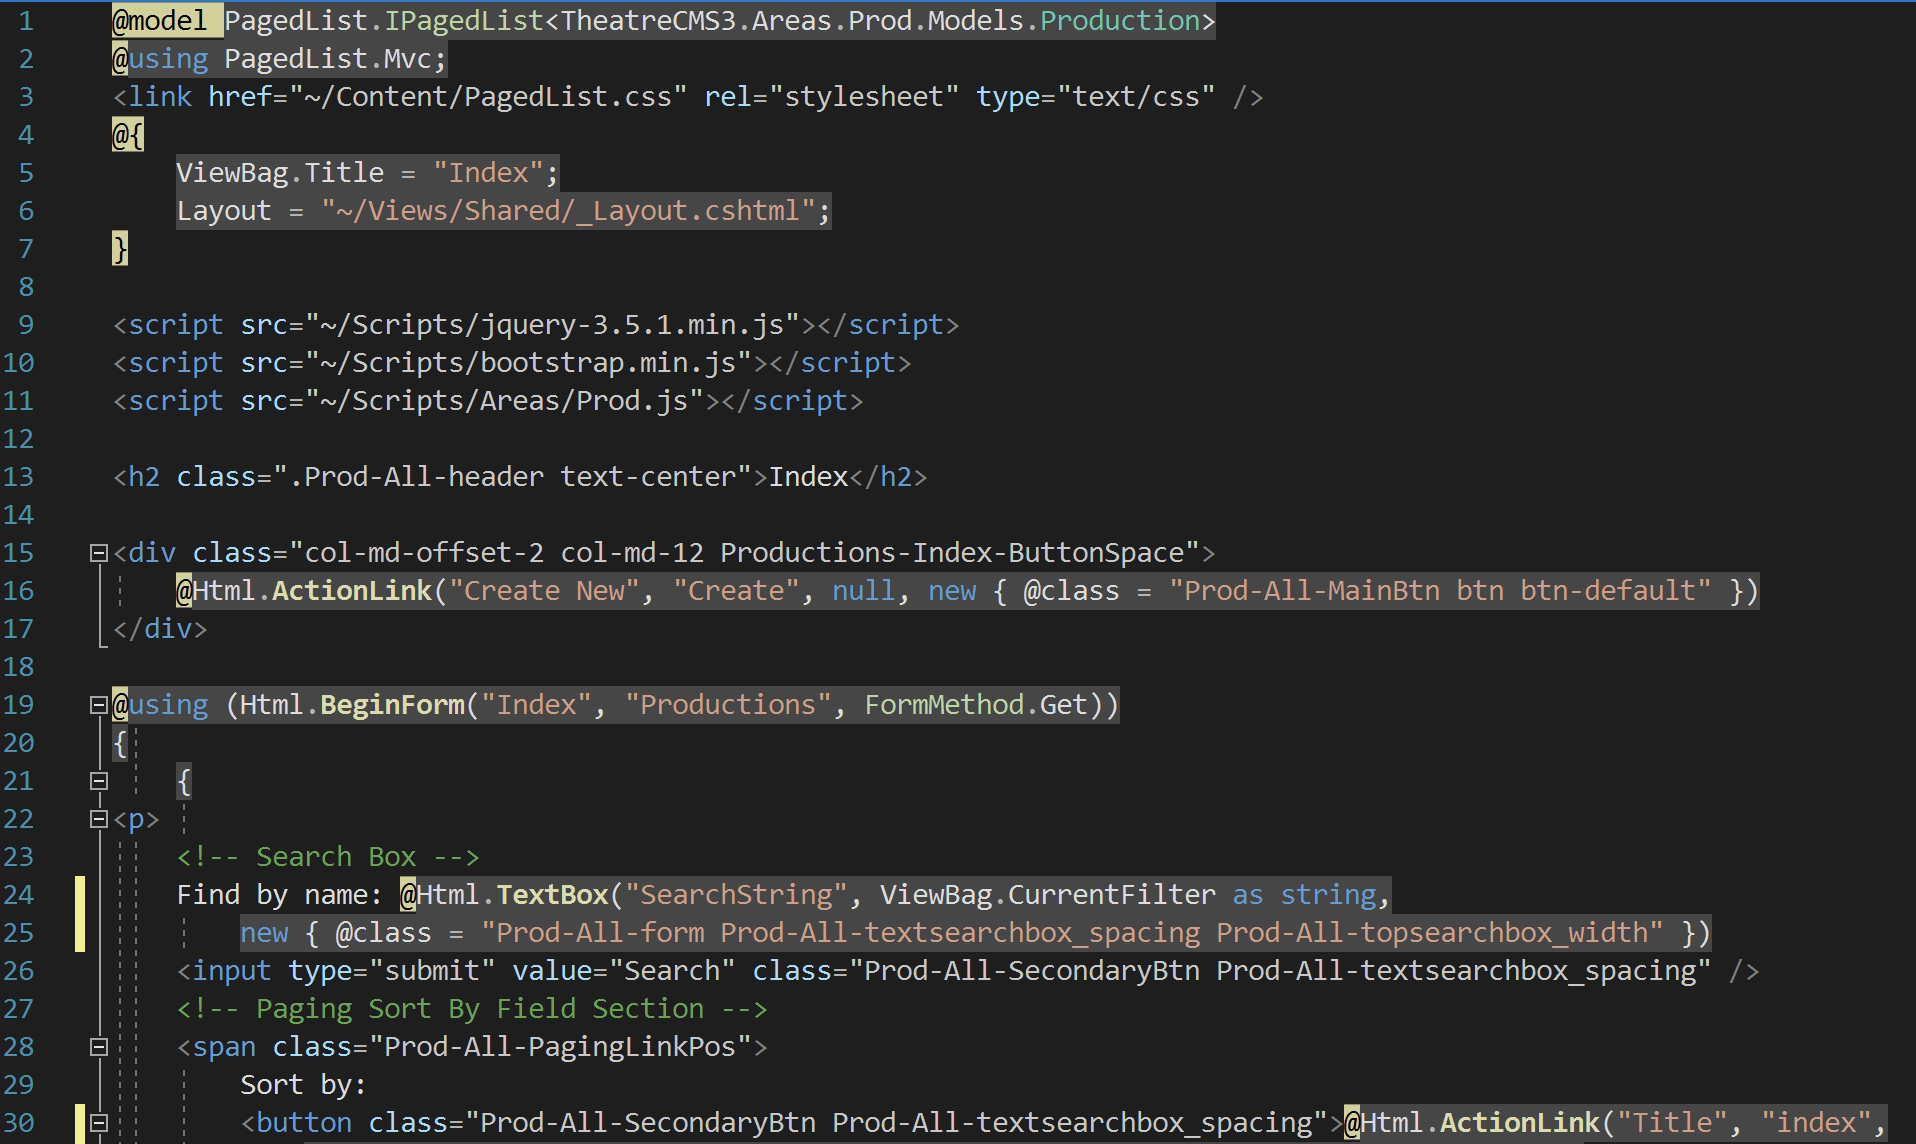 1 @model PagedList.IPagedList<TheatreCMS3.Areas.Prod.Models.Production>
2 @using PagedList.Mvc;
3 <link href="~/Content/PagedList.css" rel="stylesheet" type="text/css" />
4 @{
5     ViewBag.Title = "Index";
6     Layout = "~/Views/Shared/_Layout.cshtml";
7 }
8
9 <script src="~/Scripts/jquery-3.5.1.min.js"></script>
10 <script src="~/Scripts/bootstrap.min.js"></script>
11 <script src="~/Scripts/Areas/Prod.js"></script>
12
13 <h2 class=".Prod-All-header text-center">Index</h2>
14
15 <div class="col-md-offset-2 col-md-12 Productions-Index-ButtonSpace">
16     @Html.ActionLink("Create New", "Create", null, new { @class = "Prod-All-MainBtn btn btn-default" })
17 </div>
18
19 @using (Html.BeginForm("Index", "Productions", FormMethod.Get))
20 {
21     {
22 <p>
23     <!-- Search Box -->
24     Find by name: @Html.TextBox("SearchString", ViewBag.CurrentFilter as string,
25         new { @class = "Prod-All-form Prod-All-textsearchbox_spacing Prod-All-topsearchbox_width" })
26     <input type="submit" value="Search" class="Prod-All-SecondaryBtn Prod-All-textsearchbox_spacing" />
27     <!-- Paging Sort By Field Section -->
28     <span class="Prod-All-PagingLinkPos">
29         Sort by:
30         <button class="Prod-All-SecondaryBtn Prod-All-textsearchbox_spacing">@Html.ActionLink("Title", "index",